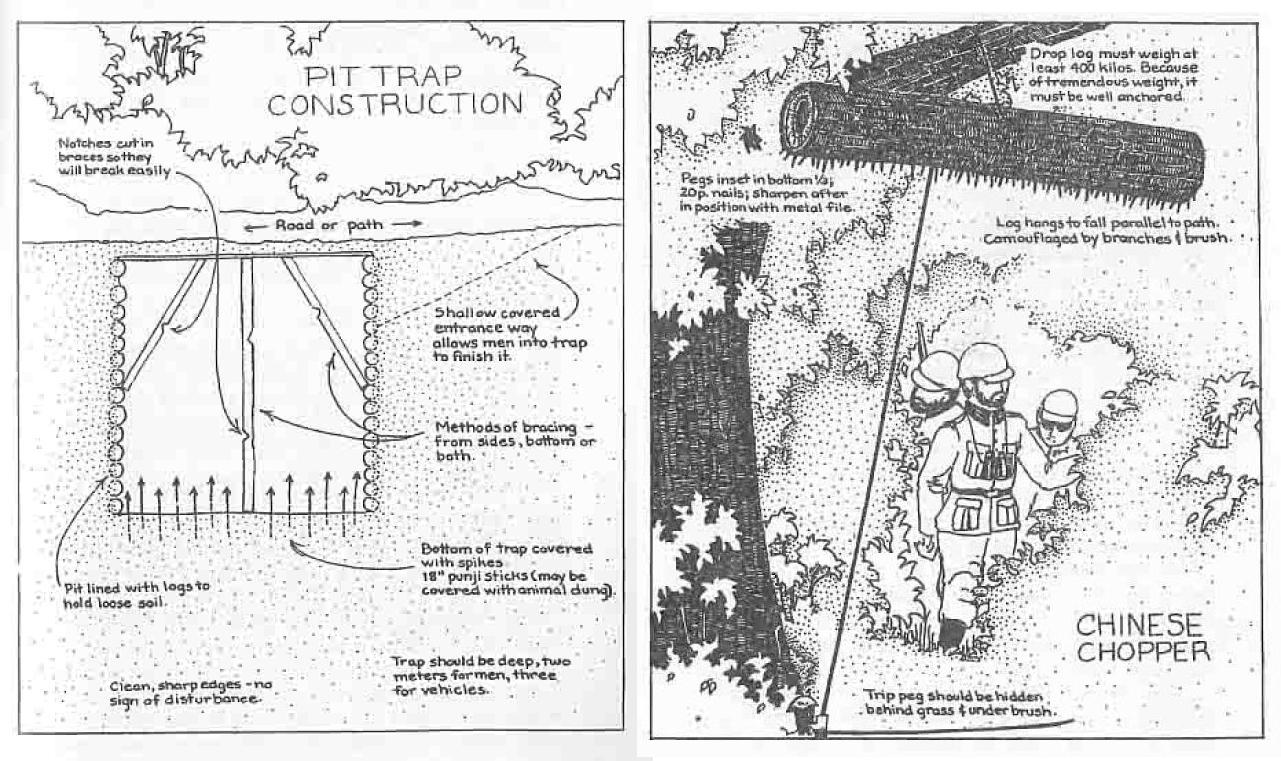 PIT TRAP
CONSTRUCTION
Notches cut in
braces so they
will break easily
Road or path
Shallow covered
entrance way
allows men into trap
to finish it.
Methods of bracing -
from sides, bottom or
both.
Bottom of trap covered
with spikes
18" punji sticks (may be
covered with animal dung).
Pit lined with logs to
hold loose soil.
Clean, sharp edges - no
sign of disturbance.
Trap should be deep, two
meters for men, three
for vehicles.
Drop log must weigh at
least 400 kilos. Because
of tremendous weight, it
must be well anchored.
Pegs inset in bottom ⅓;
20p. nails; sharpen after
in position with metal file.
Log hangs to fall parallel to path.
Camouflaged by branches & brush.
CHINESE
CHOPPER
Trip peg should be hidden
behind grass & under brush.